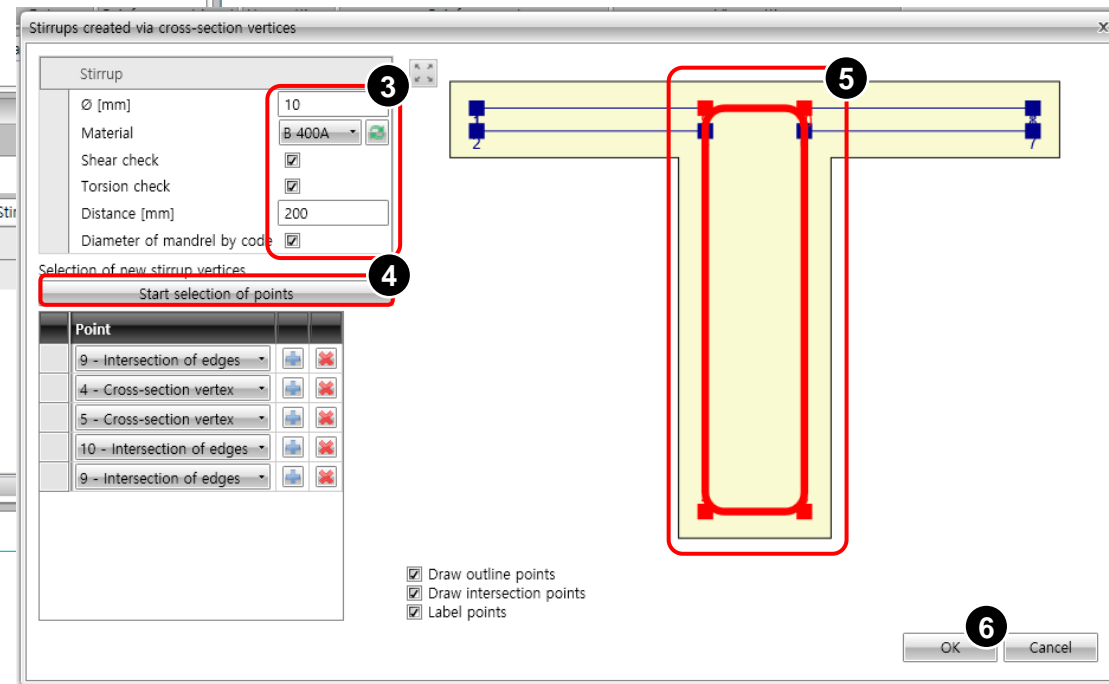 Stirrups created via cross-section vertices
x
Stirrup
3
5
Ø [mm]
10
Material
B 400A
Shear check
Torsion check
Distance [mm]
200
Diameter of mandrel by code
2
7
Stir
Selection of new stirrup vertices
4
Start selection of points
Point
9 - Intersection of edges
4 - Cross-section vertex
5 - Cross-section vertex
10 - Intersection of edges
9 - Intersection of edges
Draw outline points
Draw intersection points
Label points
6
OK
Cancel